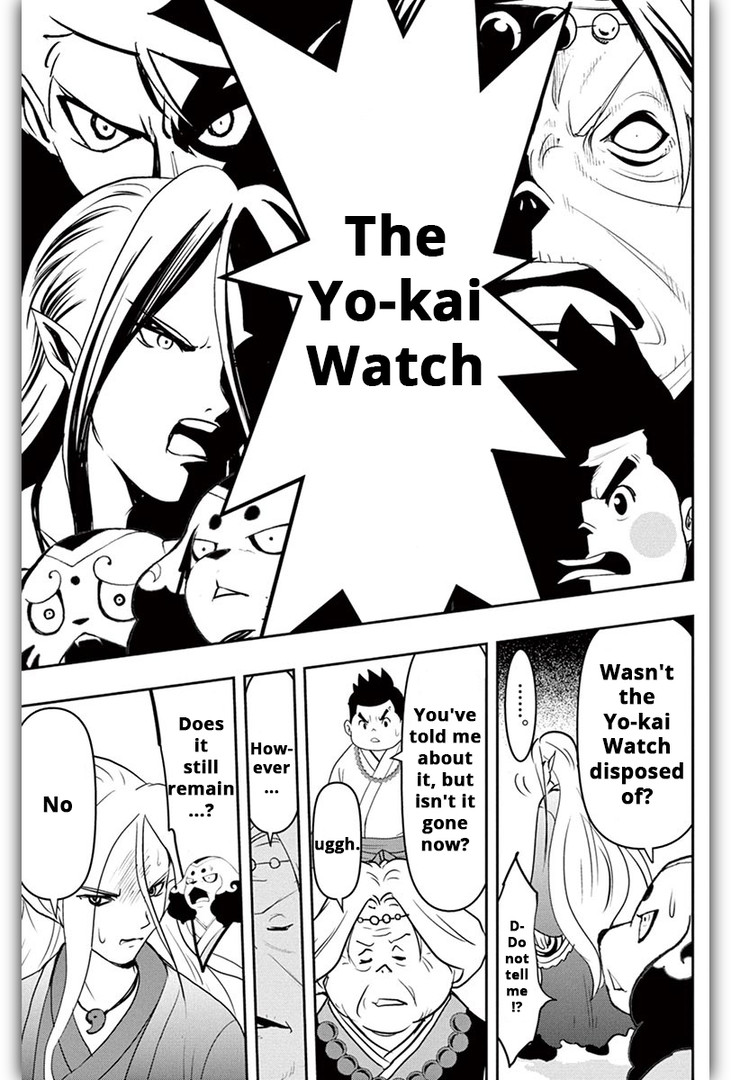 The
Yo-kai
Watch
Wasn't
the
Yo-kai
Watch
disposed
of?
......
D-
Do
not
tell
me
!?
You've
told me
about
it, but
isn't it
gone
now?
uggh.
How-
ever
...
Does
it
still
remain
...?
No